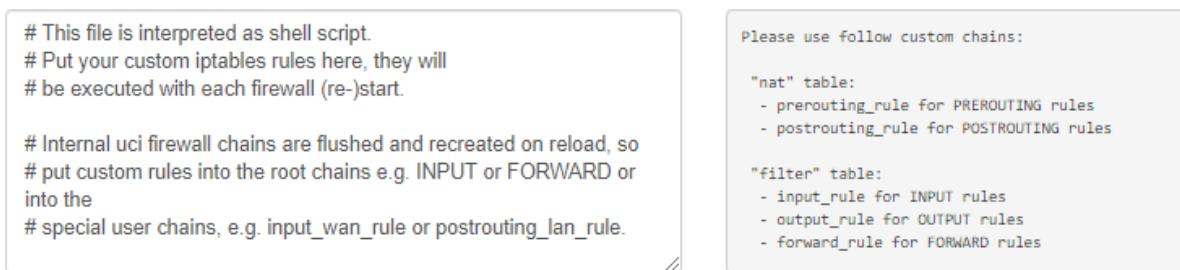 # This file is interpreted as shell script.
# Put your custom iptables rules here, they will
# be executed with each firewall (re-)start.
# Internal uci firewall chains are flushed and recreated on reload, so
# put custom rules into the root chains e.g. INPUT or FORWARD or
into the
# special user chains, e.g. input_wan_rule or postrouting_lan_rule.
Please use follow custom chains:
"nat" table:
- prerouting_rule for PREROUTING rules
- postrouting_rule for POSTROUTING rules
"filter" table:
- input_rule for INPUT rules
- output_rule for OUTPUT rules
- forward_rule for FORWARD rules